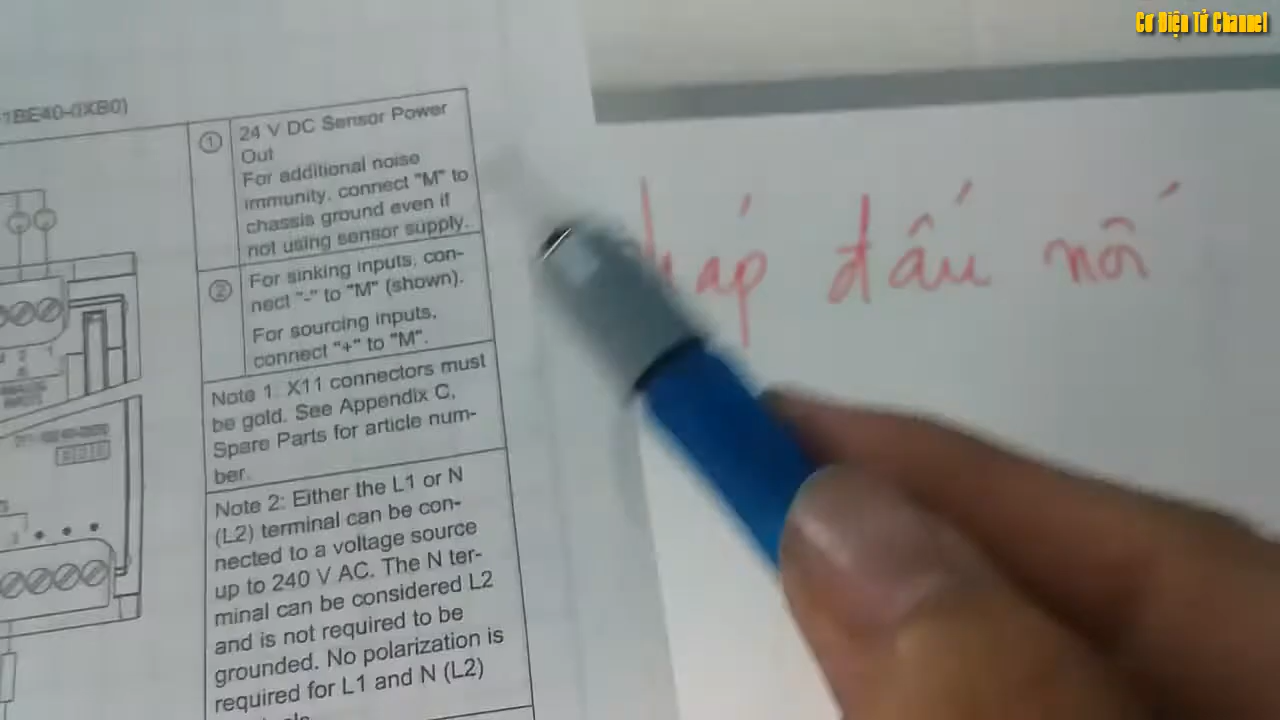 Cơ Điện Tử Channel
1BE40-0XB0)
①
24 V DC Sensor Power
Out
For additional noise
immunity, connect "M" to
chassis ground even if
not using sensor supply.
②
For sinking inputs, con-
nect "-" to "M" (shown).
For sourcing inputs,
connect "+" to "M".
Note 1: X11 connectors must
be gold. See Appendix C,
Spare Parts for article num-
ber.
Note 2: Either the L1 or N
(L2) terminal can be con-
nected to a voltage source
up to 240 V AC. The N ter-
minal can be considered L2
and is not required to be
grounded. No polarization is
required for L1 and N (L2)
đấu nối